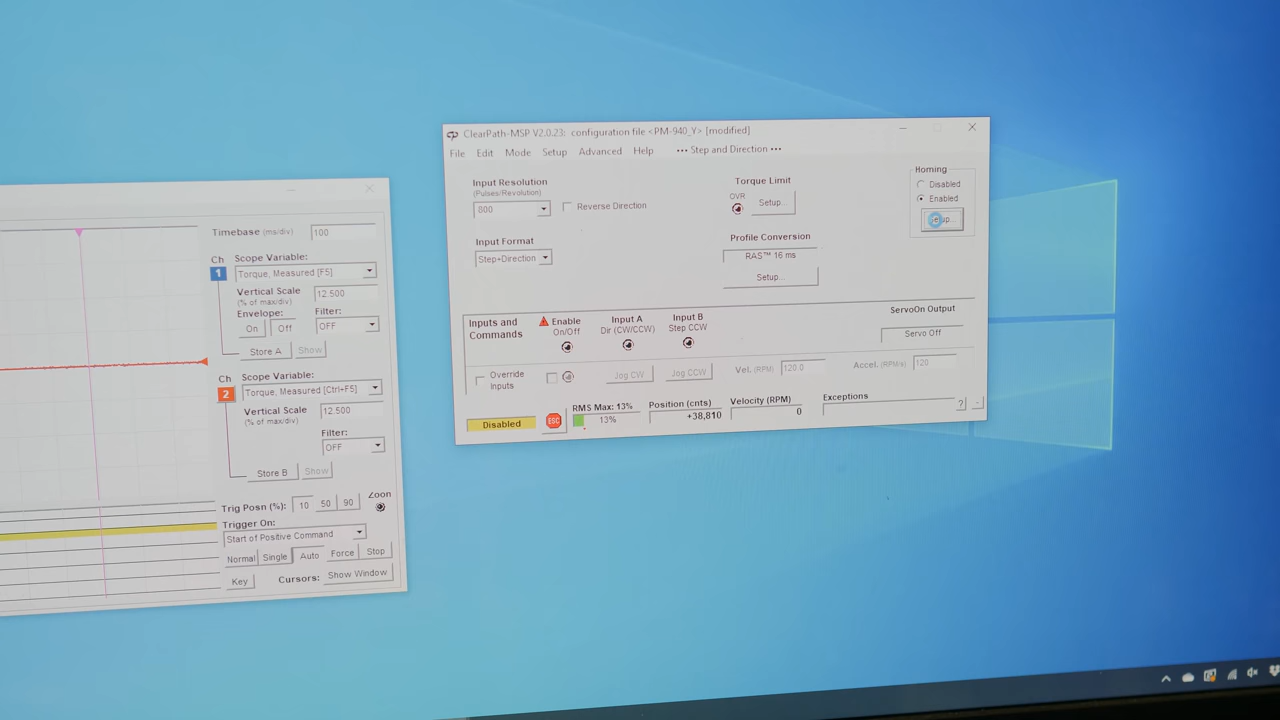 Timebase (ms/div) 100
Ch Scope Variable:
1 Torque, Measured [F5]
Vertical Scale 12.500
(% of max/div)
Envelope: Filter:
On Off OFF
Store A Show
Ch Scope Variable:
2 Torque, Measured [Ctrl+F5]
Vertical Scale 12.500
(% of max/div)
Filter:
OFF
Store B Show
Trig Posn (%): 10 50 90 Zoom
Trigger On:
Start of Positive Command
Normal Single Auto Force Stop
Key Cursors: Show Window
ClearPath-MSP V2.0.23: configuration file <PM-940_Y> [modified]
File Edit Mode Setup Advanced Help ••• Step and Direction •••
Input Resolution
(Pulses/Revolution)
800 Reverse Direction
Input Format
Step+Direction
Torque Limit
OVR Setup...
Profile Conversion
RAS™ 16 ms
Setup...
Homing
Disabled
Enabled
Setup...
Inputs and Commands
Enable On/Off
Input A Dir (CW/CCW)
Input B Step CCW
ServoOn Output
Servo Off
Override Inputs
Jog CW Jog CCW Vel. (RPM) 120.0 Accel. (RPM/s) 120
Disabled ESC
RMS Max: 13%
13%
Position (cnts)
+38,810
Velocity (RPM)
0
Exceptions
?